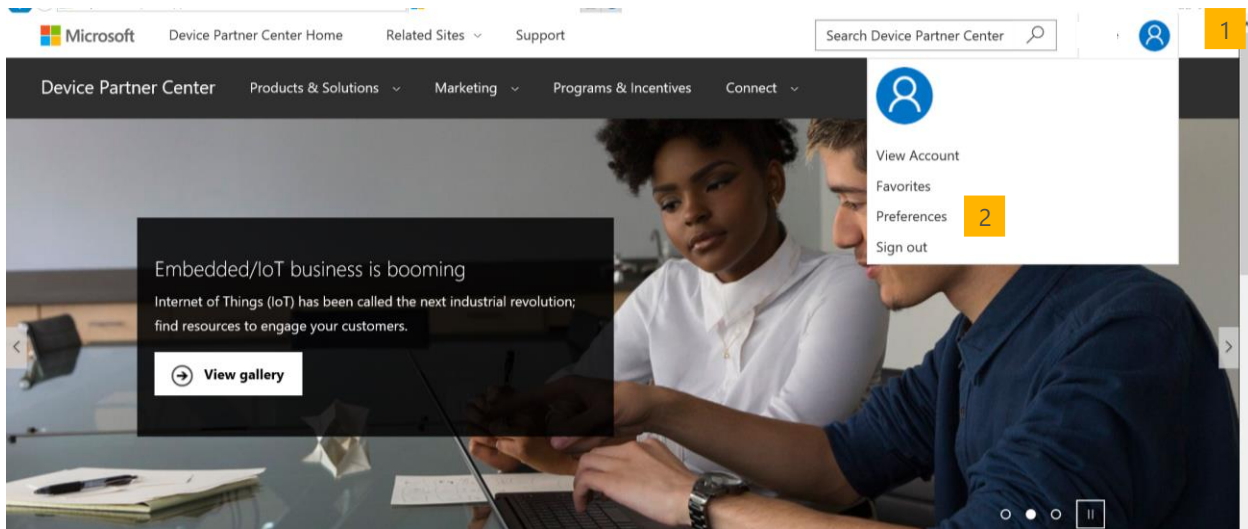 Microsoft Device Partner Center Home Related Sites Support Search Device Partner Center
1
Device Partner Center Products & Solutions Marketing Programs & Incentives Connect
View Account
Favorites
Preferences 2
Sign out
Embedded/IoT business is booming
Internet of Things (IoT) has been called the next industrial revolution;
find resources to engage your customers.
View gallery